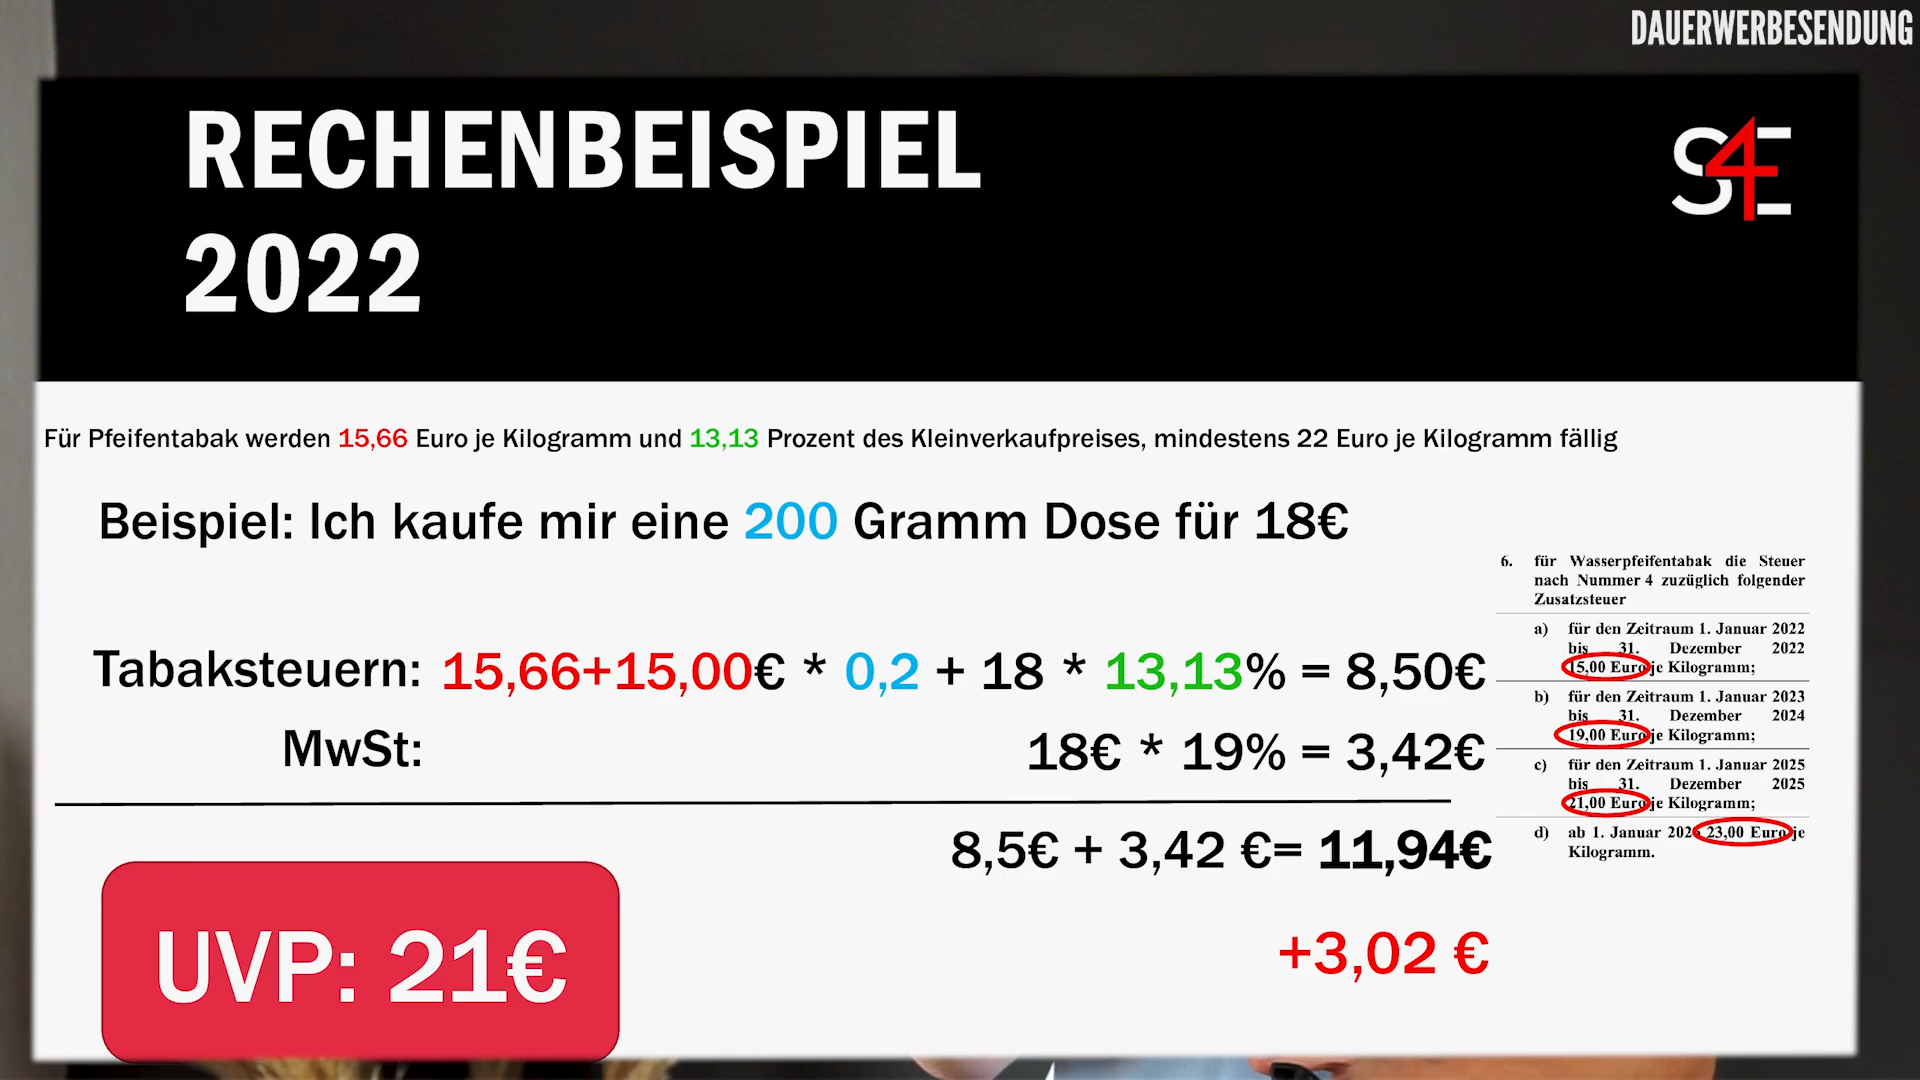 DAUERWERBESENDUNG
RECHENBEISPIEL
2022
S4E
Für Pfeifentabak werden 15,66 Euro je Kilogramm und 13,13 Prozent des Kleinverkaufpreises, mindestens 22 Euro je Kilogramm fällig
Beispiel: Ich kaufe mir eine 200 Gramm Dose für 18€
Tabaksteuern: 15,66+15,00€ * 0,2 + 18 * 13,13% = 8,50€
MwSt: 18€ * 19% = 3,42€
8,5€ + 3,42 €= 11,94€
+3,02 €
UVP: 21€
6. für Wasserpfeifentabak die Steuer
nach Nummer 4 zuzüglich folgender
Zusatzsteuer
a) für den Zeitraum 1. Januar 2022
bis 31. Dezember 2022
15,00 Euro je Kilogramm;
b) für den Zeitraum 1. Januar 2023
bis 31. Dezember 2024
19,00 Euro je Kilogramm;
c) für den Zeitraum 1. Januar 2025
bis 31. Dezember 2025
21,00 Euro je Kilogramm;
d) ab 1. Januar 2026 23,00 Euro je
Kilogramm.